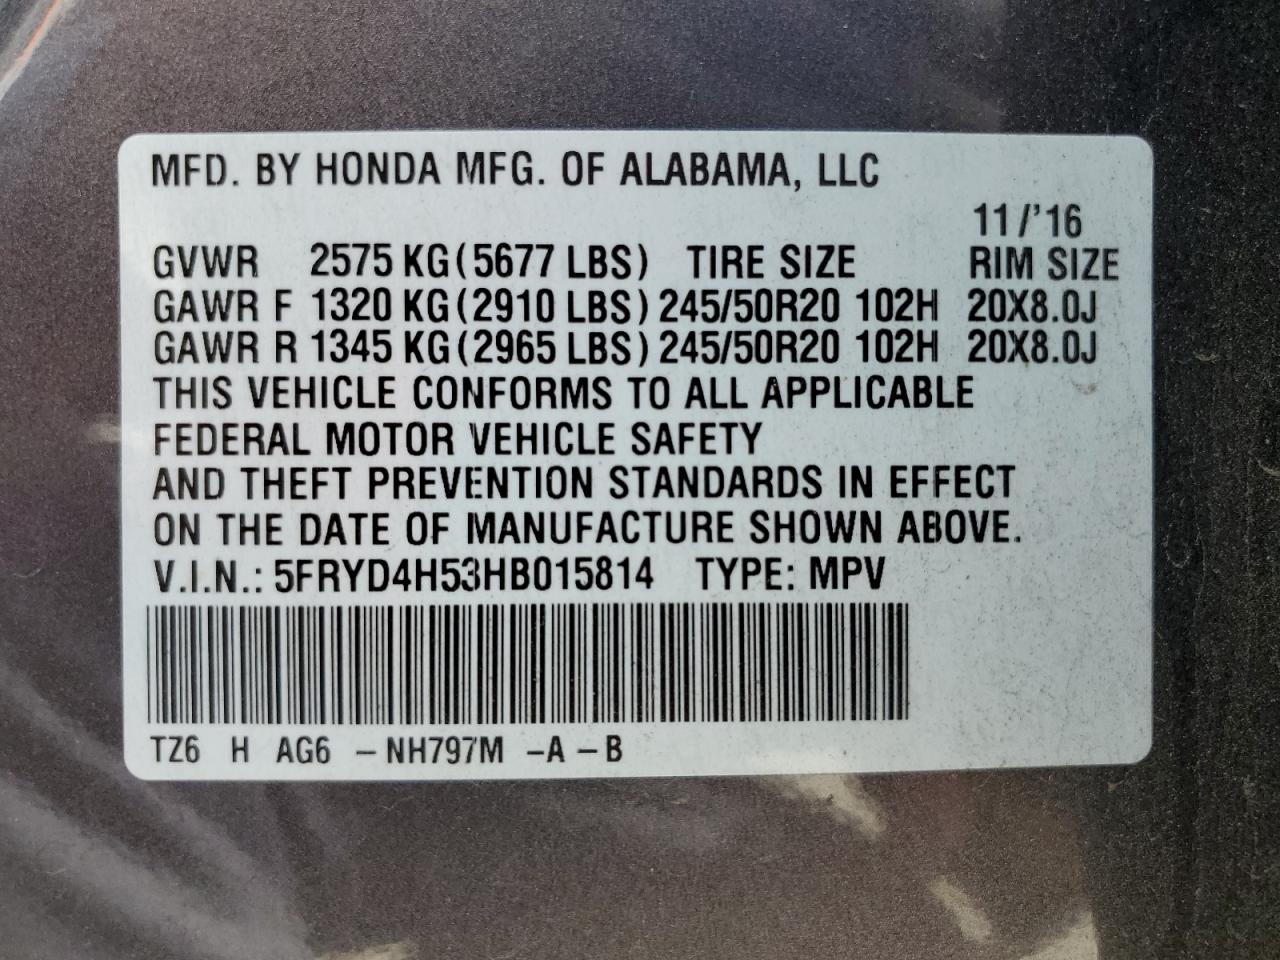 MFD. BY HONDA MFG. OF ALABAMA, LLC
11/'16
GVWR 2575 KG (5677 LBS) TIRE SIZE RIM SIZE
GAWR F 1320 KG (2910 LBS) 245/50R20 102H 20X8.0J
GAWR R 1345 KG (2965 LBS) 245/50R20 102H 20X8.0J
THIS VEHICLE CONFORMS TO ALL APPLICABLE
FEDERAL MOTOR VEHICLE SAFETY
AND THEFT PREVENTION STANDARDS IN EFFECT
ON THE DATE OF MANUFACTURE SHOWN ABOVE.
V.I.N.: 5FRYD4H53HB015814 TYPE: MPV
TZ6 H AG6 -NH797M -A -B